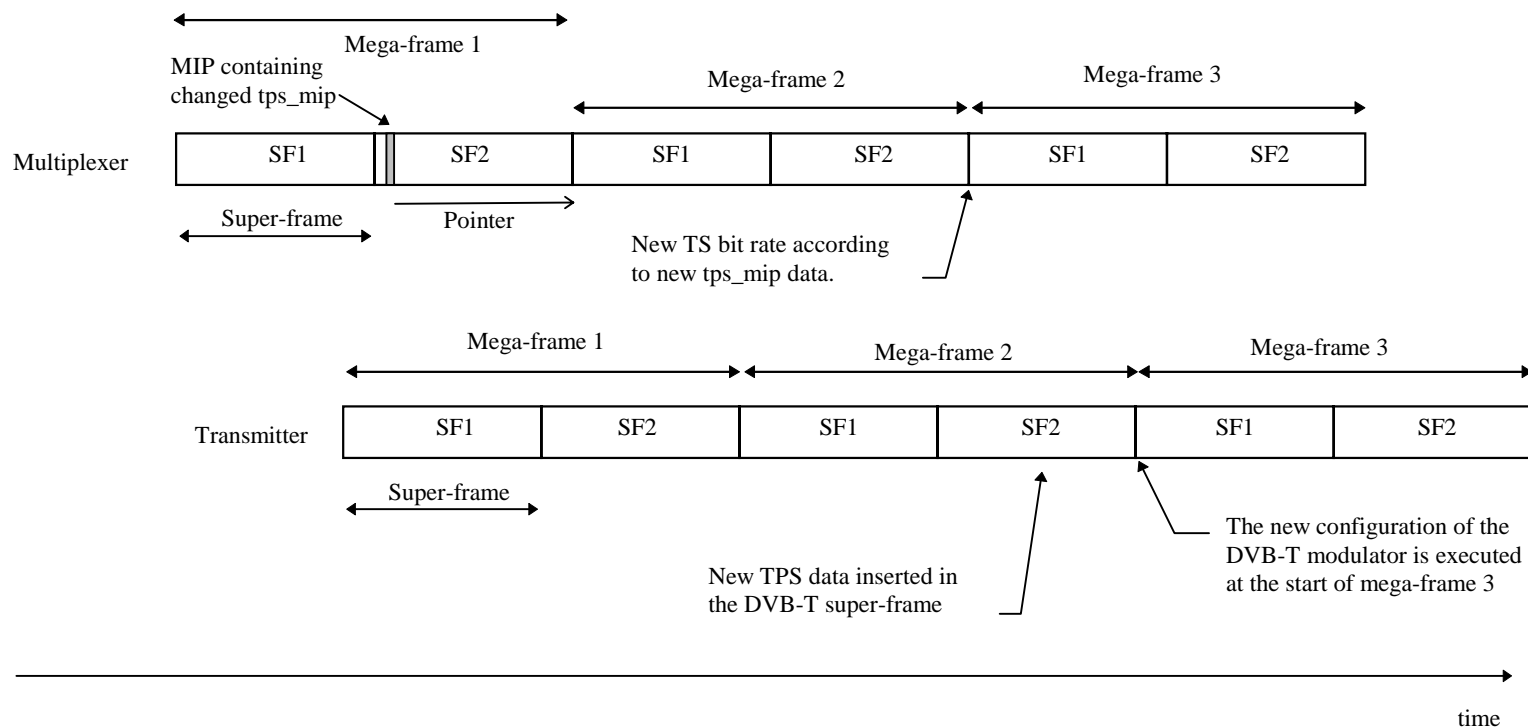 Mega-frame 1
MIP containing
changed tps_mip
Mega-frame 2
Mega-frame 3
Multiplexer
SF1
SF2
SF1
SF2
SF1
SF2
Super-frame
Pointer
New TS bit rate according
to new tps_mip data.
Mega-frame 1
Mega-frame 2
Mega-frame 3
Transmitter
SF1
SF2
SF1
SF2
SF1
SF2
Super-frame
New TPS data inserted in
the DVB-T super-frame
The new configuration of the
DVB-T modulator is executed
at the start of mega-frame 3
time